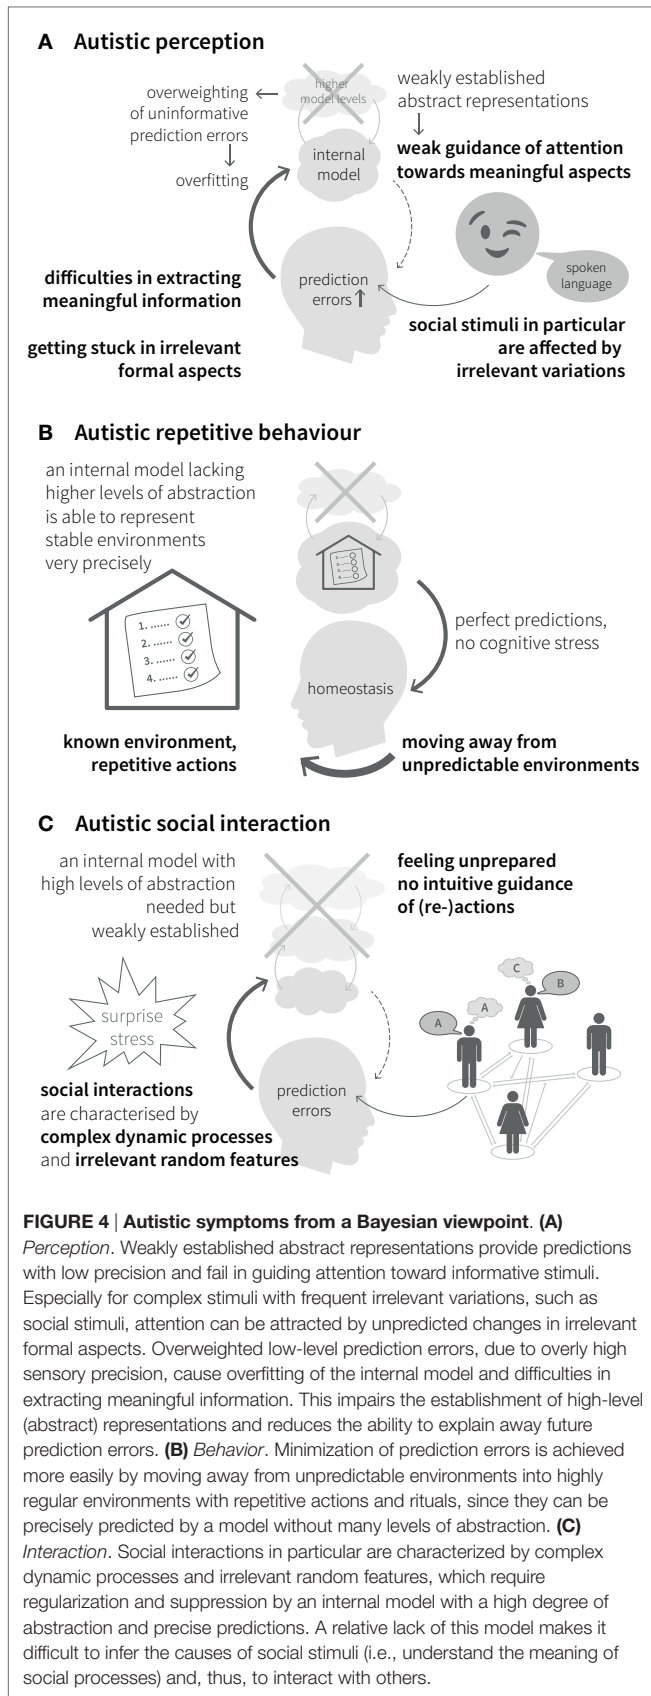 A Autistic perception
higher
model levels
overweighting
of uninformative
prediction errors
overfitting
weakly established
abstract representations
weak guidance of attention
towards meaningful aspects
internal
model
spoken
language
prediction
errors
difficulties in extracting
meaningful information
getting stuck in irrelevant
formal aspects
social stimuli in particular
are affected by
irrelevant variations
B Autistic repetitive behaviour
an internal model lacking
higher levels of abstraction
is able to represent
stable environments
very precisely
1. ......
2. ......
3. ......
4. ......
perfect predictions,
no cognitive stress
homeostasis
known environment,
repetitive actions
moving away from
unpredictable environments
C Autistic social interaction
an internal model with
high levels of abstraction
needed but
weakly established
feeling unprepared
no intuitive guidance
of (re-)actions
surprise
stress
C
B
A
A
prediction
errors
social interactions
are characterised by
complex dynamic processes
and irrelevant random features
FIGURE 4 | Autistic symptoms from a Bayesian viewpoint. (A)
Perception. Weakly established abstract representations provide predictions
with low precision and fail in guiding attention toward informative stimuli.
Especially for complex stimuli with frequent irrelevant variations, such as
social stimuli, attention can be attracted by unpredicted changes in irrelevant
formal aspects. Overweighted low-level prediction errors, due to overly high
sensory precision, cause overfitting of the internal model and difficulties in
extracting meaningful information. This impairs the establishment of high-level
(abstract) representations and reduces the ability to explain away future
prediction errors. (B) Behavior. Minimization of prediction errors is achieved
more easily by moving away from unpredictable environments into highly
regular environments with repetitive actions and rituals, since they can be
precisely predicted by a model without many levels of abstraction. (C)
Interaction. Social interactions in particular are characterized by complex
dynamic processes and irrelevant random features, which require
regularization and suppression by an internal model with a high degree of
abstraction and precise predictions. A relative lack of this model makes it
difficult to infer the causes of social stimuli (i.e., understand the meaning of
social processes) and, thus, to interact with others.